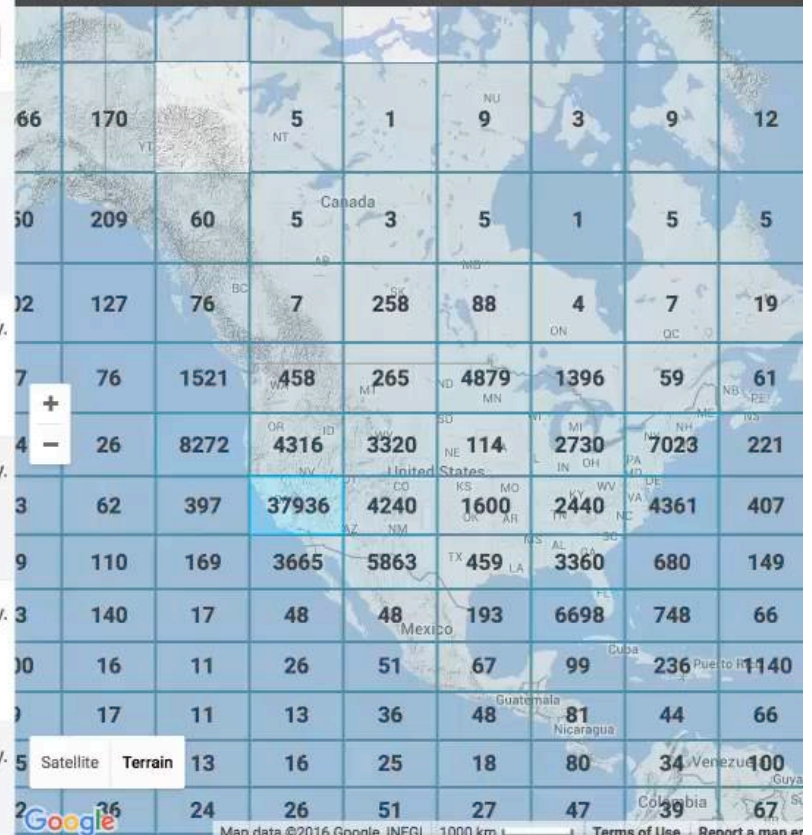 66 170 5 1 9 3 9 12
NU
YT NT
50 209 60 5 3 5 1 5 5
Canada
AB MB
02 127 76 7 258 88 4 7 19
BC SK
ON QC
7 76 1521 458 265 4879 1396 59 61
WA MT ND MN NB PE
+
ME NS
4 26 8272 4316 3320 114 2730 7023 221
−
OR ID WY SD WI MI NH
NE IN OH PA
NV UT United States MD
3 62 397 37936 4240 1600 2440 4361 407
CO KS MO KY WV DE VA
AZ NM OK AR TN NC
9 110 169 3665 5863 459 3360 680 149
TX LA MS AL GA SC
FL
3 140 17 48 48 193 6698 748 66
Mexico
00 16 11 26 51 67 99 236 1140
Cuba
Puerto
17 11 13 36 48 81 44 66
Guatemala
Nicaragua
5 Satellite Terrain 13 16 25 18 80 34 100
Guya
2 36 24 26 51 27 47 39 67
Google
Colombia
Map data ©2016 Google, INEGI 1000 km Terms of Use Report a map e